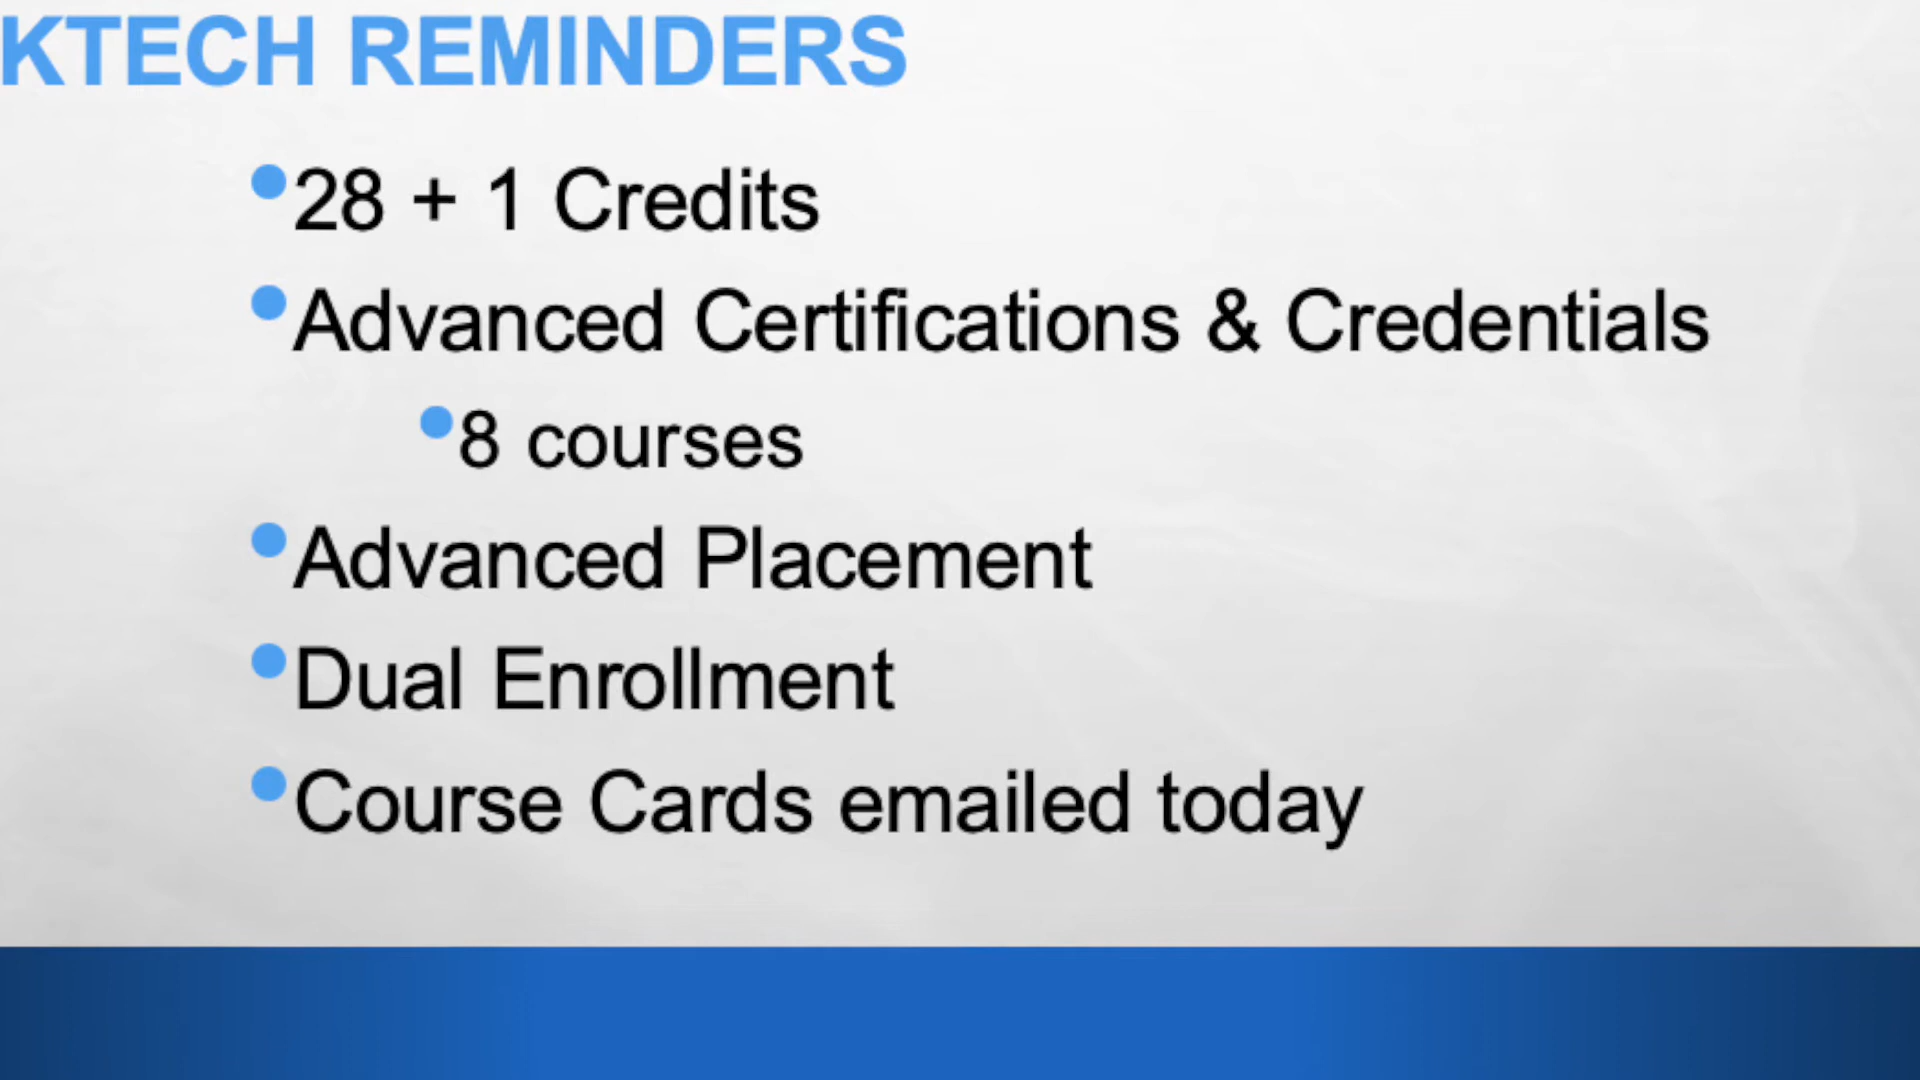 KTECH REMINDERS
•28 + 1 Credits
•Advanced Certifications & Credentials
•8 courses
•Advanced Placement
•Dual Enrollment
•Course Cards emailed today